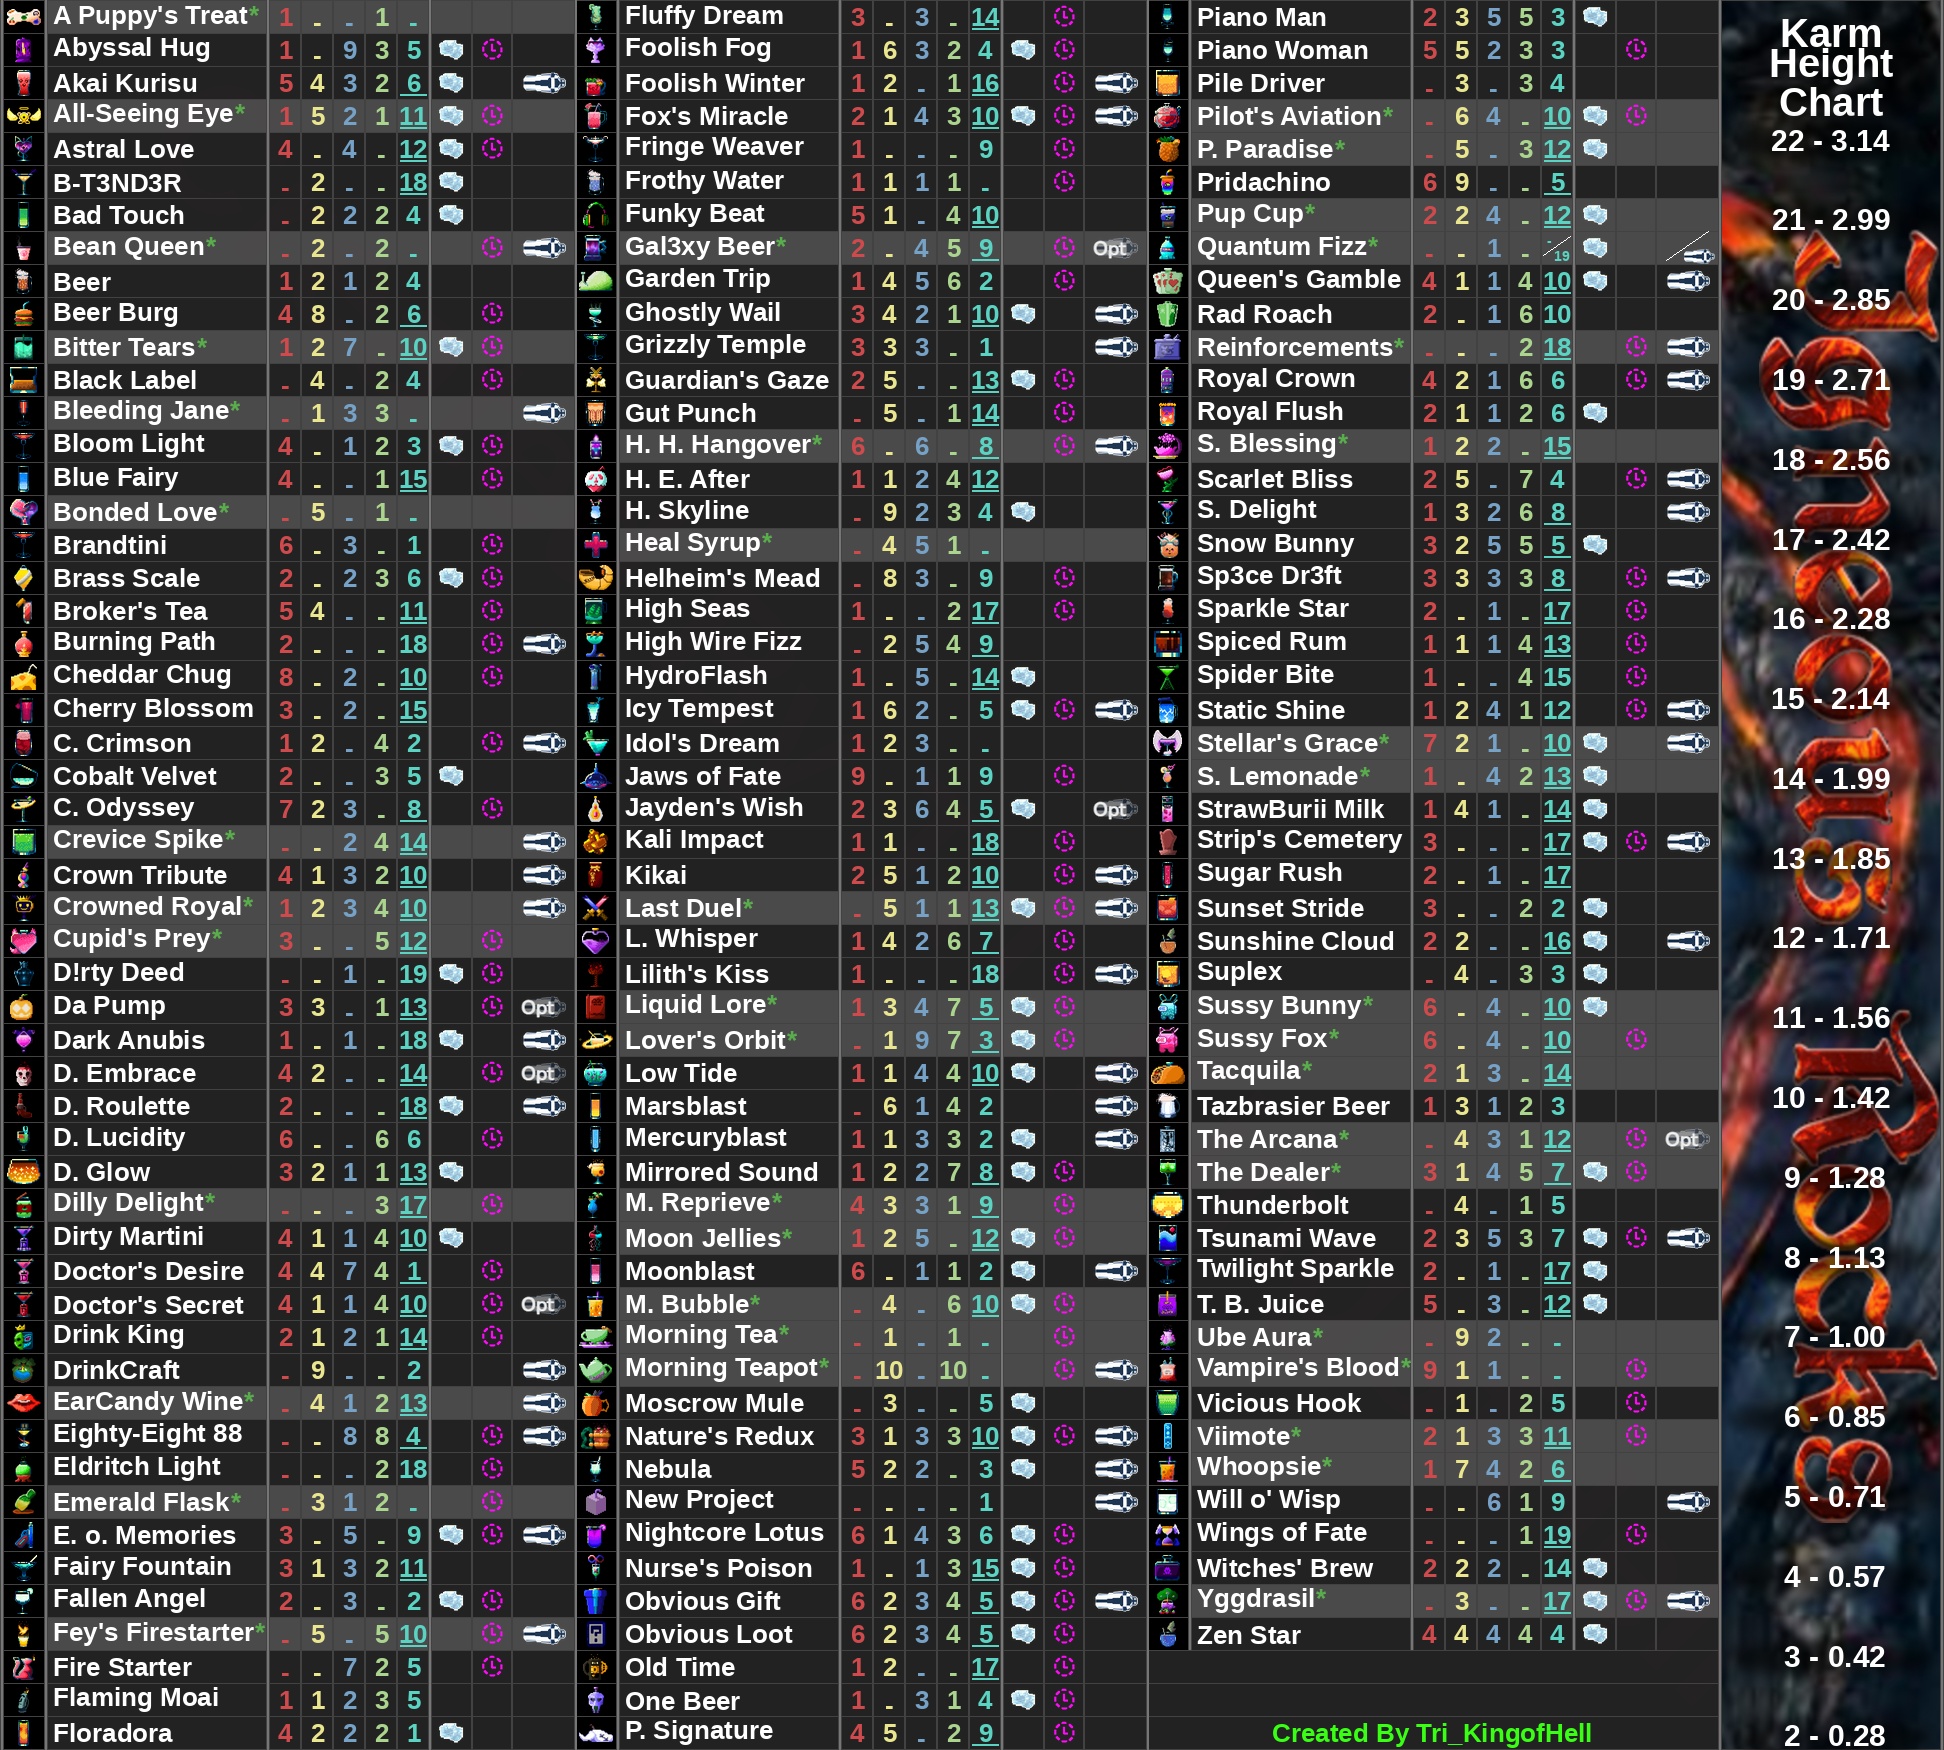 A Puppy's Treat* 1 - - 1 -
Abyssal Hug 1 - 9 3 5
Akai Kurisu 5 4 3 2 6
All-Seeing Eye* 1 5 2 1 11
Astral Love 4 - 4 - 12
B-T3ND3R - 2 - - 18
Bad Touch - 2 2 2 4
Bean Queen* - 2 - 2 -
Beer 1 2 1 2 4
Beer Burg 4 8 - 2 6
Bitter Tears* 1 2 7 - 10
Black Label - 4 - 2 4
Bleeding Jane* - 1 3 3 -
Bloom Light 4 - 1 2 3
Blue Fairy 4 - - 1 15
Bonded Love* - 5 - 1 -
Brandtini 6 - 3 - 1
Brass Scale 2 - 2 3 6
Broker's Tea 5 4 - - 11
Burning Path 2 - - - 18
Cheddar Chug 8 - 2 - 10
Cherry Blossom 3 - 2 - 15
C. Crimson 1 2 - 4 2
Cobalt Velvet 2 - - 3 5
C. Odyssey 7 2 3 - 8
Crevice Spike* - - 2 4 14
Crown Tribute 4 1 3 2 10
Crowned Royal* 1 2 3 4 10
Cupid's Prey* 3 - - 5 12
D!rty Deed - - 1 - 19
Da Pump 3 3 - 1 13 Opt
Dark Anubis 1 - 1 - 18
D. Embrace 4 2 - - 14 Opt
D. Roulette 2 - - - 18
D. Lucidity 6 - - 6 6
D. Glow 3 2 1 1 13
Dilly Delight* - - - 3 17
Dirty Martini 4 1 1 4 10
Doctor's Desire 4 4 7 4 1
Doctor's Secret 4 1 1 4 10 Opt
Drink King 2 1 2 1 14
DrinkCraft - 9 - - 2
EarCandy Wine* - 4 1 2 13
Eighty-Eight 88 - - 8 8 4
Eldritch Light - - - 2 18
Emerald Flask* - 3 1 2 -
E. o. Memories 3 - 5 - 9
Fairy Fountain 3 1 3 2 11
Fallen Angel 2 - 3 - 2
Fey's Firestarter* - 5 - 5 10
Fire Starter - - 7 2 5
Flaming Moai 1 1 2 3 5
Floradora 4 2 2 2 1
Fluffy Dream 3 - 3 - 14
Foolish Fog 1 6 3 2 4
Foolish Winter 1 2 - 1 16
Fox's Miracle 2 1 4 3 10
Fringe Weaver 1 - - - 9
Frothy Water 1 1 1 1 -
Funky Beat 5 1 - 4 10
Gal3xy Beer* 2 - 4 5 9 Opt
Garden Trip 1 4 5 6 2
Ghostly Wail 3 4 2 1 10
Grizzly Temple 3 3 3 - 1
Guardian's Gaze 2 5 - - 13
Gut Punch - 5 - 1 14
H. H. Hangover* 6 - 6 - 8
H. E. After 1 1 2 4 12
H. Skyline - 9 2 3 4
Heal Syrup* - 4 5 1 -
Helheim's Mead - 8 3 - 9
High Seas 1 - - 2 17
High Wire Fizz - 2 5 4 9
HydroFlash 1 - 5 - 14
Icy Tempest 1 6 2 - 5
Idol's Dream 1 2 3 - -
Jaws of Fate 9 - 1 1 9
Jayden's Wish 2 3 6 4 5 Opt
Kali Impact 1 1 - - 18
Kikai 2 5 1 2 10
Last Duel* - 5 1 1 13
L. Whisper 1 4 2 6 7
Lilith's Kiss 1 - - - 18
Liquid Lore* 1 3 4 7 5
Lover's Orbit* - 1 9 7 3
Low Tide 1 1 4 4 10
Marsblast - 6 1 4 2
Mercuryblast 1 1 3 3 2
Mirrored Sound 1 2 2 7 8
M. Reprieve* 4 3 3 1 9
Moon Jellies* 1 2 5 - 12
Moonblast 6 - 1 1 2
M. Bubble* - 4 - 6 10
Morning Tea* - 1 - 1 -
Morning Teapot* - 10 - 10 -
Moscrow Mule - 3 - - 5
Nature's Redux 3 1 3 3 10
Nebula 5 2 2 - 3
New Project - - - - 1
Nightcore Lotus 6 1 4 3 6
Nurse's Poison 1 - 1 3 15
Obvious Gift 6 2 3 4 5
Obvious Loot 6 2 3 4 5
Old Time 1 2 - - 17
One Beer 1 - 3 1 4
P. Signature 4 5 - 2 9
Piano Man 2 3 5 5 3
Piano Woman 5 5 2 3 3
Pile Driver - 3 - 3 4
Pilot's Aviation* - 6 4 - 10
P. Paradise* - 5 - 3 12
Pridachino 6 9 - - 5
Pup Cup* 2 2 4 - 12
Quantum Fizz* - - 1 - -/19
Queen's Gamble 4 1 1 4 10
Rad Roach 2 - 1 6 10
Reinforcements* - - - 2 18
Royal Crown 4 2 1 6 6
Royal Flush 2 1 1 2 6
S. Blessing* 1 2 2 - 15
Scarlet Bliss 2 5 - 7 4
S. Delight 1 3 2 6 8
Snow Bunny 3 2 5 5 5
Sp3ce Dr3ft 3 3 3 3 8
Sparkle Star 2 - 1 - 17
Spiced Rum 1 1 1 4 13
Spider Bite 1 - - 4 15
Static Shine 1 2 4 1 12
Stellar's Grace* 7 2 1 - 10
S. Lemonade* 1 - 4 2 13
StrawBurii Milk 1 4 1 - 14
Strip's Cemetery 3 - - - 17
Sugar Rush 2 - 1 - 17
Sunset Stride 3 - - 2 2
Sunshine Cloud 2 2 - - 16
Suplex - 4 - 3 3
Sussy Bunny* 6 - 4 - 10
Sussy Fox* 6 - 4 - 10
Tacquila* 2 1 3 - 14
Tazbrasier Beer 1 3 1 2 3
The Arcana* - 4 3 1 12 Opt
The Dealer* 3 1 4 5 7
Thunderbolt - 4 - 1 5
Tsunami Wave 2 3 5 3 7
Twilight Sparkle 2 - 1 - 17
T. B. Juice 5 - 3 - 12
Ube Aura* - 9 2 - -
Vampire's Blood* 9 1 1 - -
Vicious Hook - 1 - 2 5
Viimote* 2 1 3 3 11
Whoopsie* 1 7 4 2 6
Will o' Wisp - - 6 1 9
Wings of Fate - - - 1 19
Witches' Brew 2 2 2 - 14
Yggdrasil* - 3 - - 17
Zen Star 4 4 4 4 4
Created By Tri_KingofHell
Karm
Height
Chart
22 - 3.14
21 - 2.99
20 - 2.85
19 - 2.71
18 - 2.56
17 - 2.42
16 - 2.28
15 - 2.14
14 - 1.99
13 - 1.85
12 - 1.71
11 - 1.56
10 - 1.42
9 - 1.28
8 - 1.13
7 - 1.00
6 - 0.85
5 - 0.71
4 - 0.57
3 - 0.42
2 - 0.28